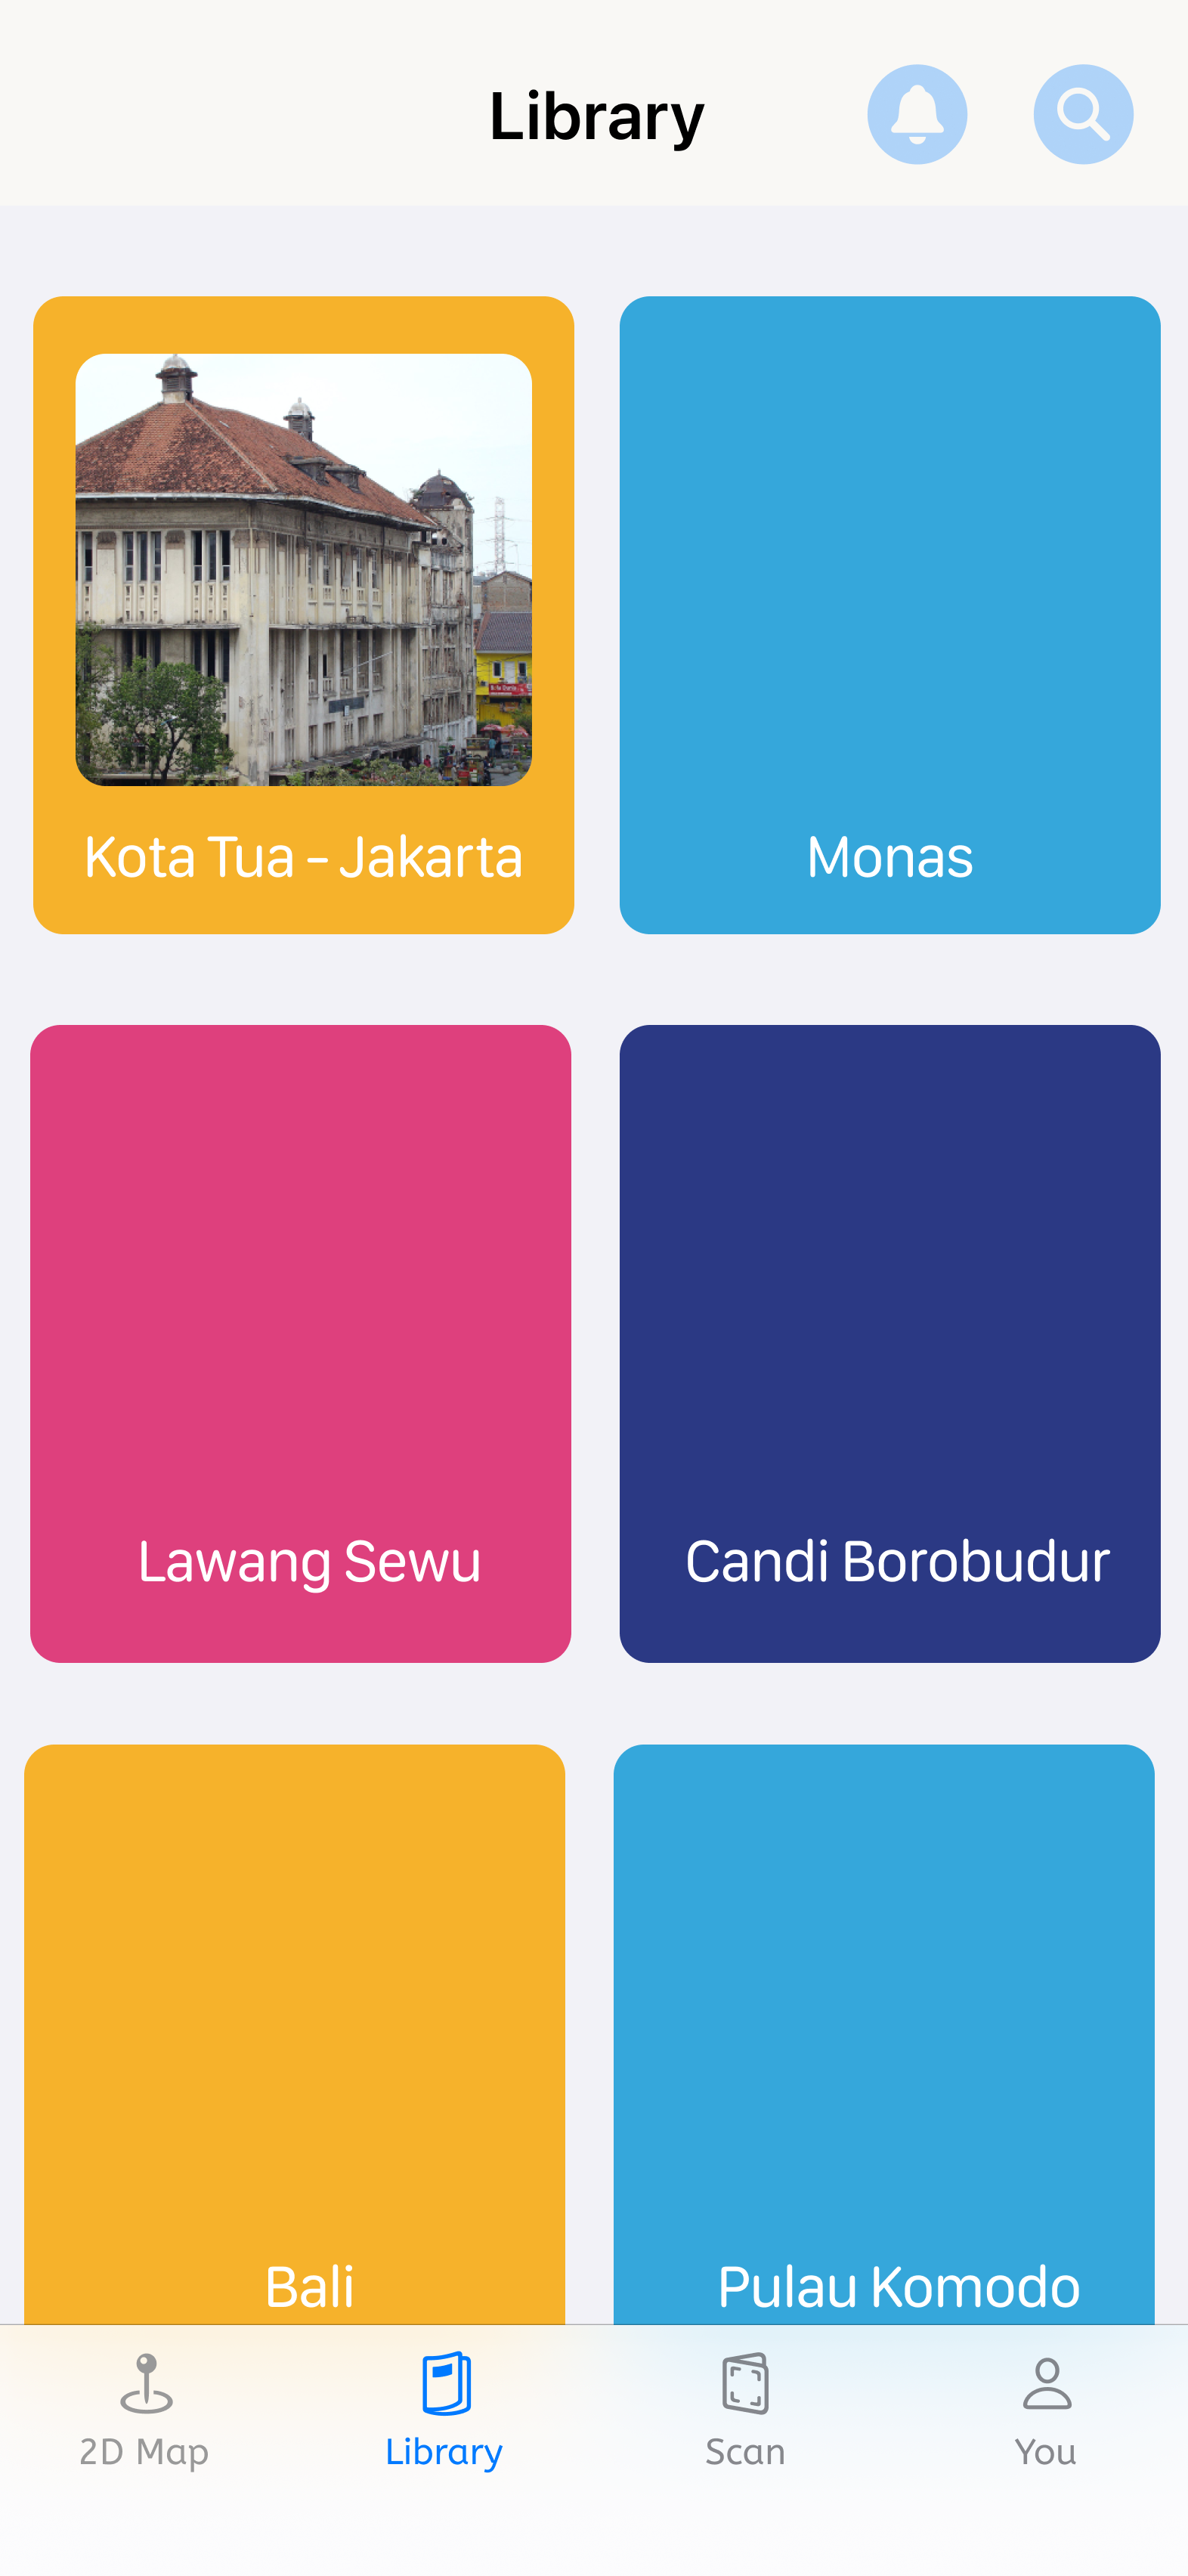 Library
Kota Tua - Jakarta
Monas
Lawang Sewu
Candi Borobudur
Bali
Pulau Komodo
2D Map
Library
Scan
You